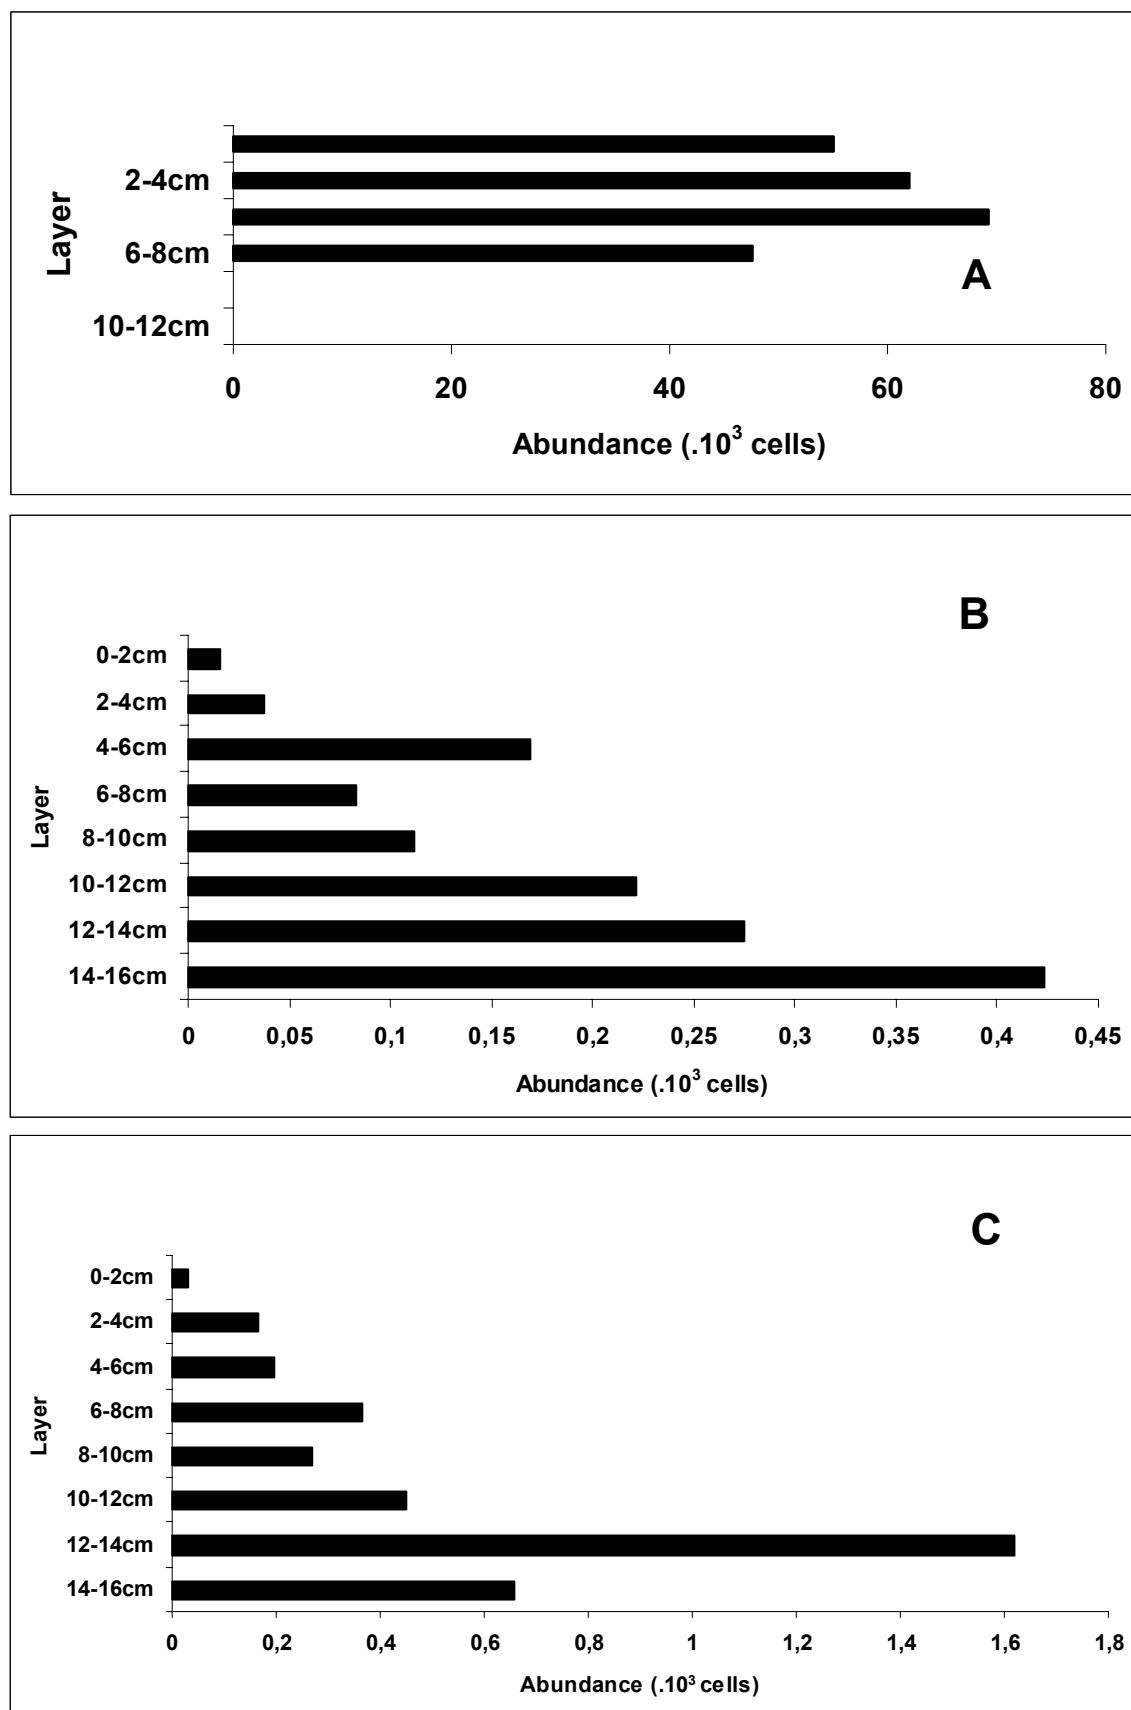 Layer
2-4cm
6-8cm
10-12cm
A
0 20 40 60 80
Abundance (.10³ cells)
B
Layer
0-2cm
2-4cm
4-6cm
6-8cm
8-10cm
10-12cm
12-14cm
14-16cm
0 0,05 0,1 0,15 0,2 0,25 0,3 0,35 0,4 0,45
Abundance (.10³ cells)
C
Layer
0-2cm
2-4cm
4-6cm
6-8cm
8-10cm
10-12cm
12-14cm
14-16cm
0 0,2 0,4 0,6 0,8 1 1,2 1,4 1,6 1,8
Abundance (.10³ cells)